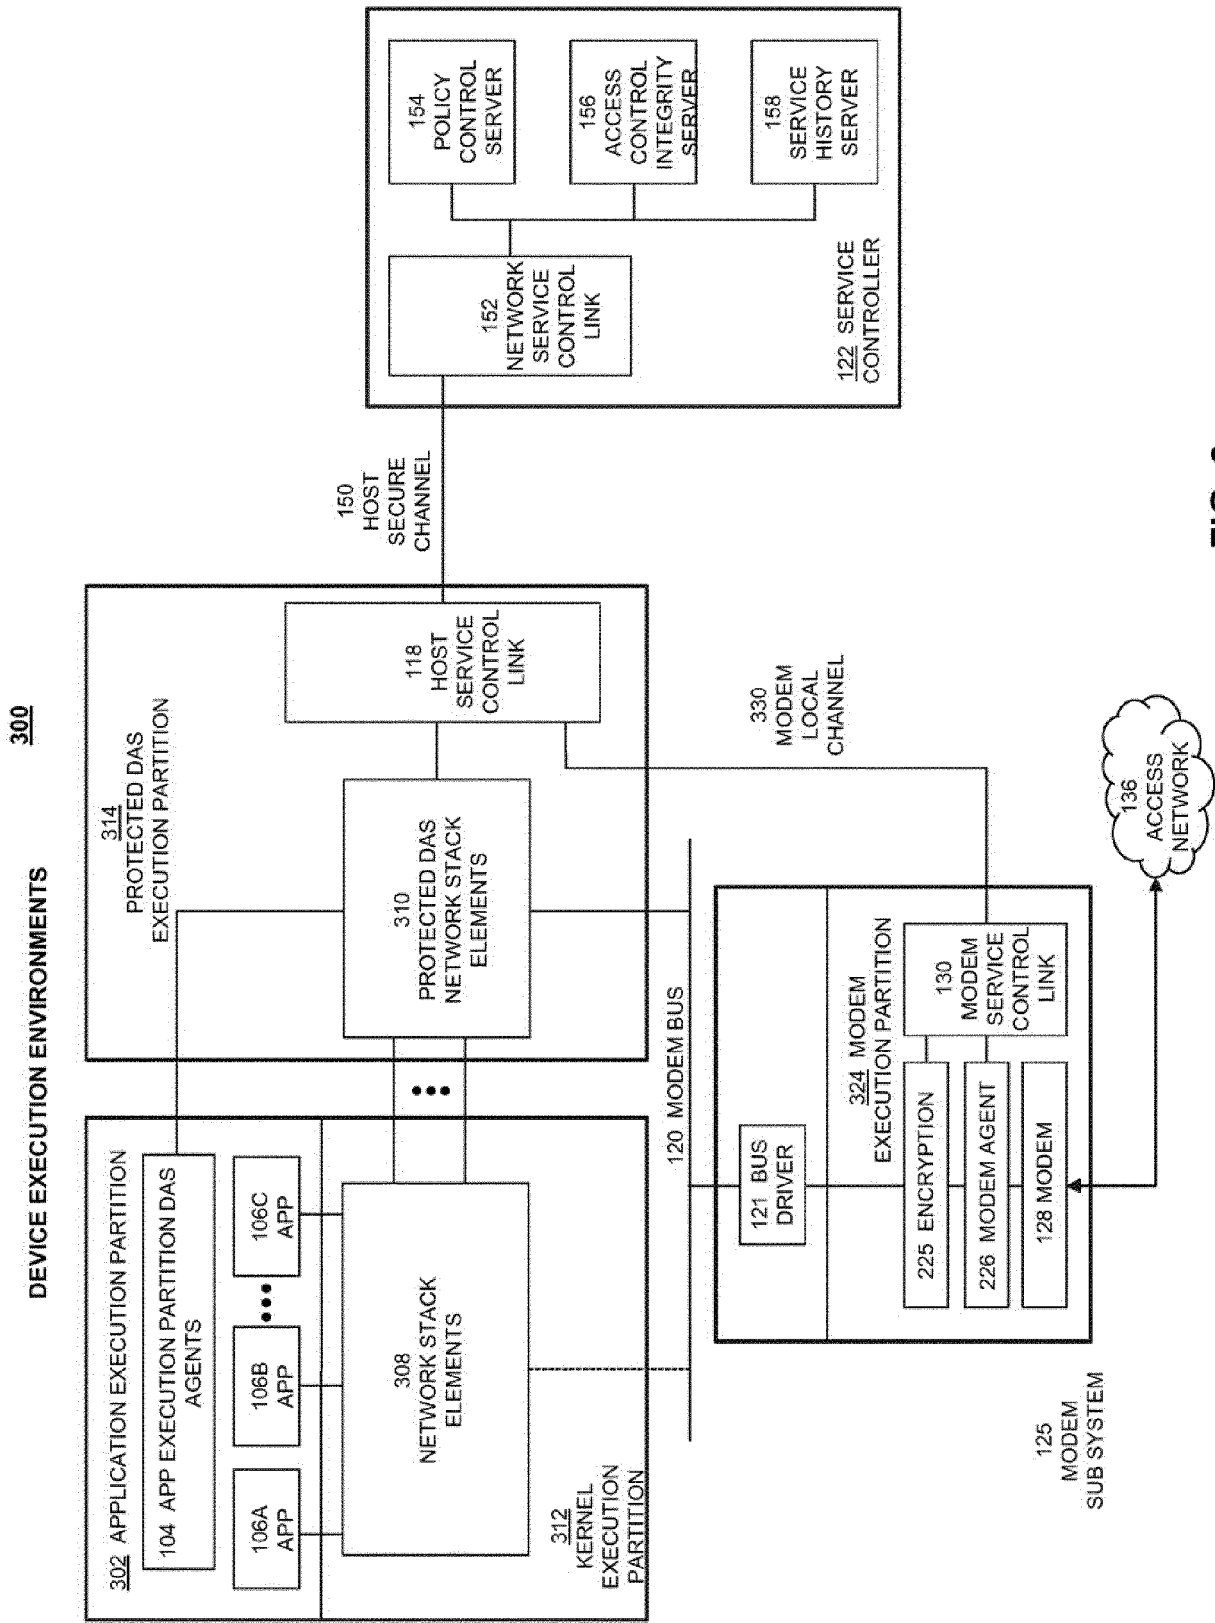 DEVICE EXECUTION ENVIRONMENTS
300
302 APPLICATION EXECUTION PARTITION
104 APP EXECUTION PARTITION DAS
AGENTS
106A
APP
106B
APP
106C
APP
308
NETWORK STACK
ELEMENTS
312
KERNEL
EXECUTION
PARTITION
314
PROTECTED DAS
EXECUTION PARTITION
310
PROTECTED DAS
NETWORK STACK
ELEMENTS
118
HOST
SERVICE
CONTROL
LINK
150
HOST
SECURE
CHANNEL
152
NETWORK
SERVICE
CONTROL
LINK
154
POLICY
CONTROL
SERVER
156
ACCESS
CONTROL
INTEGRITY
SERVER
158
SERVICE
HISTORY
SERVER
122 SERVICE
CONTROLLER
120 MODEM BUS
330
MODEM
LOCAL
CHANNEL
121 BUS
DRIVER
324 MODEM
EXECUTION PARTITION
225 ENCRYPTION
226 MODEM AGENT
128 MODEM
130
MODEM
SERVICE
CONTROL
LINK
125
MODEM
SUB SYSTEM
136
ACCESS
NETWORK